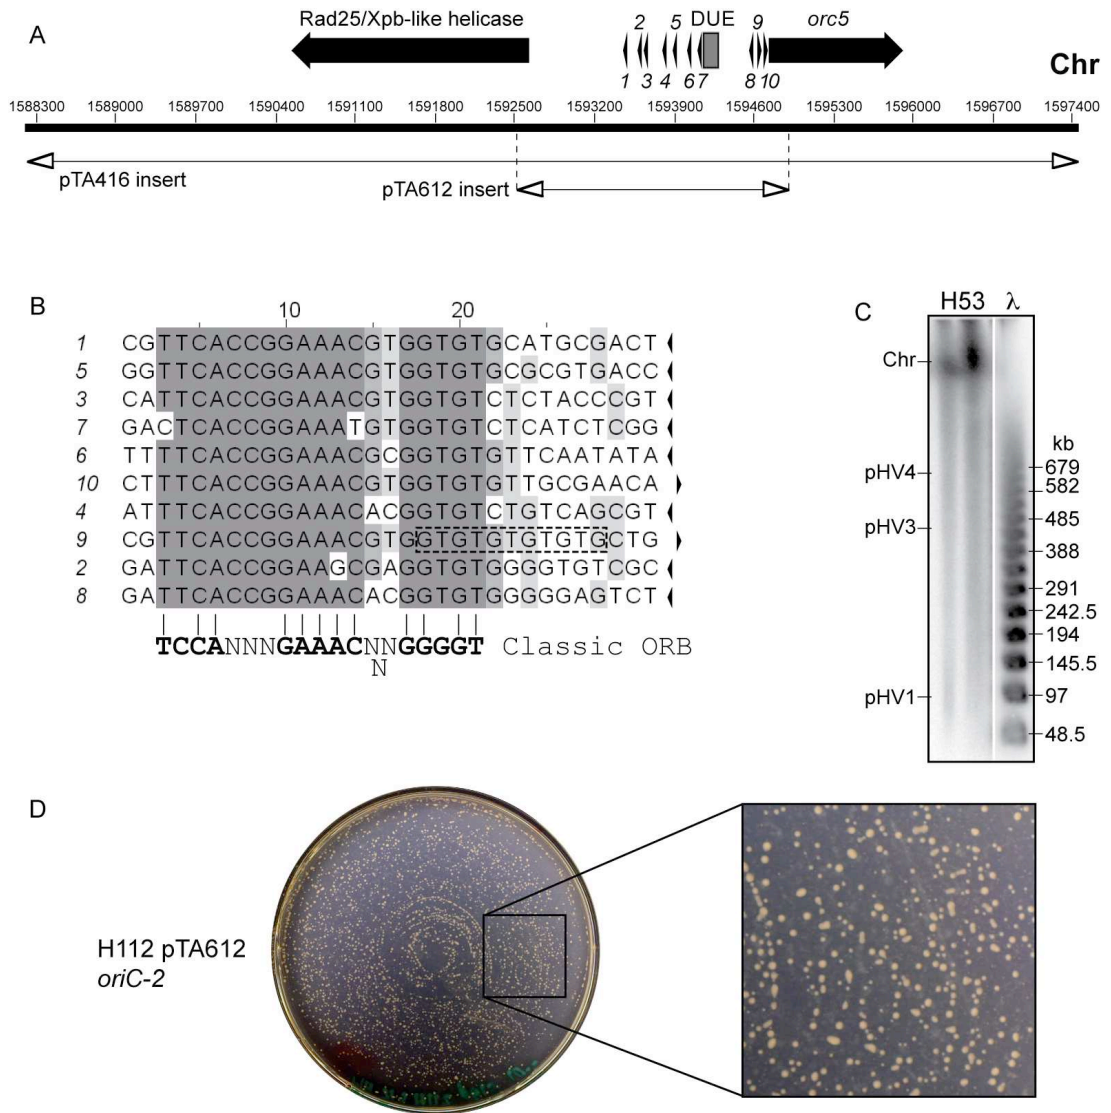 A
Rad25/Xpb-like helicase
2 5 DUE 9 orc5
1 3 4 6 7 8 10
Chr
1588300 1589000 1589700 1590400 1591100 1591800 1592500 1593200 1593900 1594600 1595300 1596000 1596700 1597400
pTA416 insert
pTA612 insert
B
10 20
1 CGTTCACCGGAAACGTGGTGTGCATGCGACT
5 GGTTCACCGGAAACGTGGTGTGCGCGTGACC
3 CATTCACCGGAAACGTGGTGTCTCTACCCGT
7 GACTCACCGGAAATGTGGTGTCTCATCTCGG
6 TTTTCACCGGAAACGCGGTGTGTTCAATATA
10 CTTTCACCGGAAACGTGGTGTGTTGCGAACA
4 ATTTCACCGGAAACACGGTGTCTGTCAGCGT
9 CGTTCACCGGAAACGTGGTGTGTGTGTGCTG
2 GATTCACCGGAAGCGAGGTGTGGGGTGTCGC
8 GATTCACCGGAAACACGGTGTGGGGGAGTCT
TCCANNNGAAACNNGGGGT Classic ORB
N
C
H53 λ
Chr
kb
pHV4
679
582
pHV3
485
388
291
242.5
194
145.5
pHV1
97
48.5
D
H112 pTA612
oriC-2